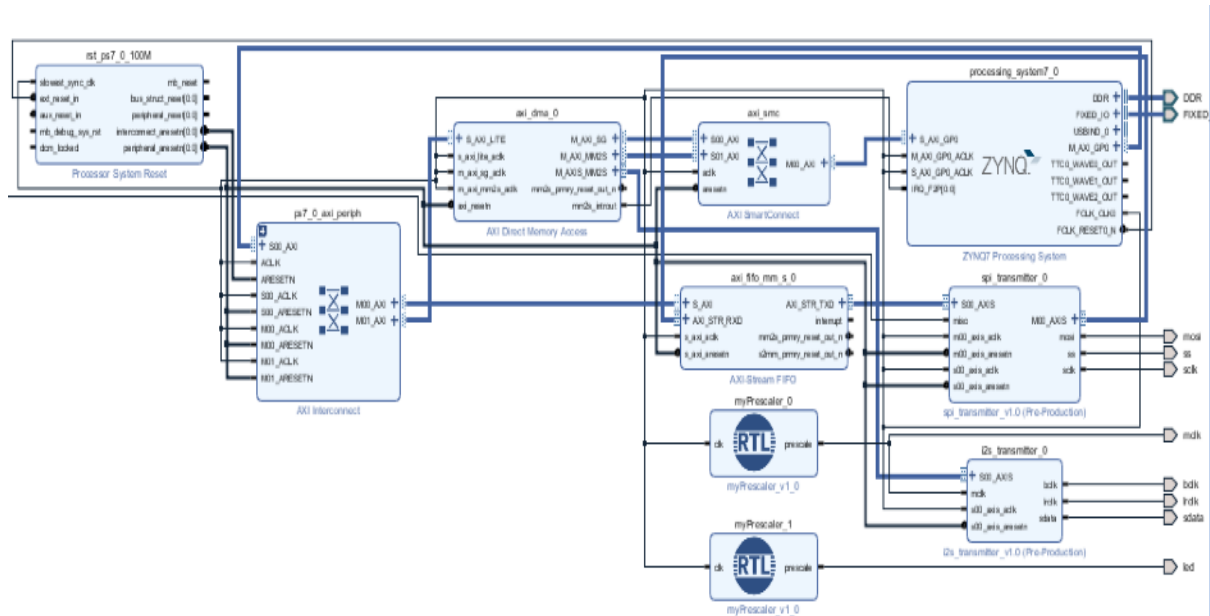 rst_ps7_0_100M
slowest_sync_clk
ext_reset_in
aux_reset_in
mb_debug_sys_rst
dcm_locked
mb_reset
bus_struct_reset[0:0]
peripheral_reset[0:0]
interconnect_aresetn[0:0]
peripheral_aresetn[0:0]
Processor System Reset
ps7_0_axi_periph
S00_AXI
ACLK
ARESETN
S00_ACLK
S00_ARESETN
M00_ACLK
M00_ARESETN
M01_ACLK
M01_ARESETN
M00_AXI
M01_AXI
AXI Interconnect
axi_dma_0
S_AXI_LITE
s_axi_lite_aclk
m_axi_sg_aclk
m_axi_mm2s_aclk
axi_resetn
M_AXI_SG
M_AXI_MM2S
M_AXIS_MM2S
mm2s_prmry_reset_out_n
mm2s_introut
AXI Direct Memory Access
axi_smc
S00_AXI
S01_AXI
aclk
aresetn
M00_AXI
AXI SmartConnect
processing_system7_0
S_AXI_GP0
M_AXI_GP0_ACLK
S_AXI_GP0_ACLK
IRQ_F2P[0:0]
ZYNQ
DDR
FIXED_IO
USBIND_0
M_AXI_GP0
TTC0_WAVE0_OUT
TTC0_WAVE1_OUT
TTC0_WAVE2_OUT
FCLK_CLK0
FCLK_RESET0_N
ZYNQ7 Processing System
DDR
FIXED_
axi_fifo_mm_s_0
S_AXI
AXI_STR_RXD
s_axi_aclk
s_axi_aresetn
AXI_STR_TXD
interrupt
mm2s_prmry_reset_out_n
s2mm_prmry_reset_out_n
AXI-Stream FIFO
spi_transmitter_0
S00_AXIS
miso
m00_axis_aclk
m00_axis_aresetn
s00_axis_aclk
s00_axis_aresetn
M00_AXIS
mosi
ss
sclk
spi_transmitter_v1.0 (Pre-Production)
mosi
ss
sclk
myPrescaler_0
clk
RTL
prescale
myPrescaler_v1_0
mclk
i2s_transmitter_0
S00_AXIS
mclk
s00_axis_aclk
s00_axis_aresetn
bclk
lrclk
sdata
i2s_transmitter_v1.0 (Pre-Production)
bclk
lrclk
sdata
myPrescaler_1
clk
RTL
prescale
myPrescaler_v1_0
led